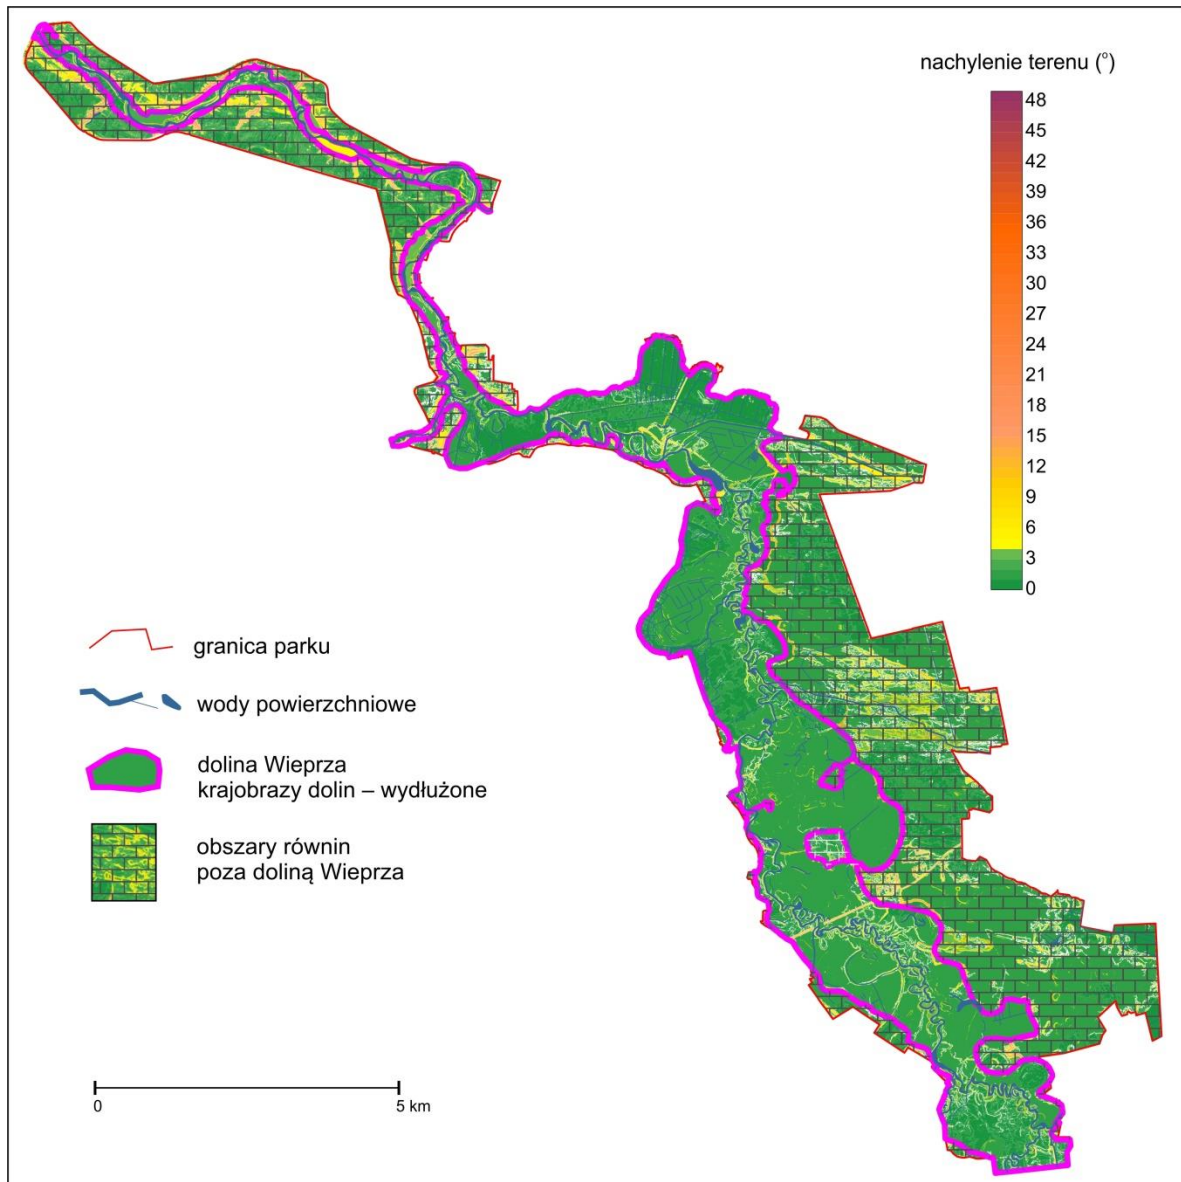 nachylenie terenu (°)
48
45
42
39
36
33
30
27
24
21
18
15
12
9
6
3
0
granica parku
wody powierzchniowe
dolina Wieprza
krajobrazy dolin – wydłużone
obszary równin
poza doliną Wieprza
0 5 km